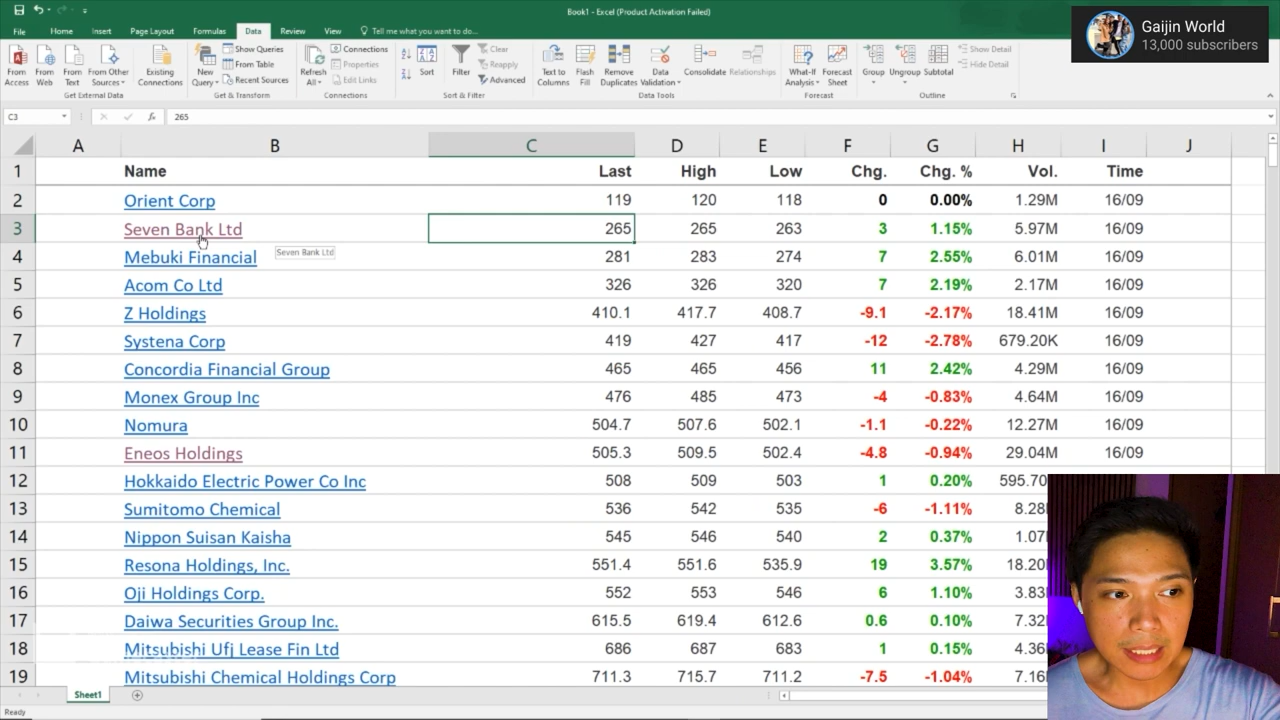 Book1 - Excel (Product Activation Failed)
Gaijin World
13,000 subscribers
File Home Insert Page Layout Formulas Data Review View Tell me what you want to do...
From Access
From Web
From Text
From Other Sources
Existing Connections
Get External Data
New Query
Show Queries
From Table
Recent Sources
Get & Transform
Refresh All
Connections
Properties
Edit Links
Connections
Sort
Filter
Clear
Reapply
Advanced
Sort & Filter
Text to Columns
Flash Fill
Remove Duplicates
Data Validation
Consolidate
Relationships
Data Tools
What-If Analysis
Forecast Sheet
Forecast
Group
Ungroup
Subtotal
Show Detail
Hide Detail
Outline
C3 fx 265
A B C D E F G H I J
1 Name Last High Low Chg. Chg. % Vol. Time
2 Orient Corp 119 120 118 0 0.00% 1.29M 16/09
3 Seven Bank Ltd 265 265 263 3 1.15% 5.97M 16/09
Seven Bank Ltd
4 Mebuki Financial 281 283 274 7 2.55% 6.01M 16/09
5 Acom Co Ltd 326 326 320 7 2.19% 2.17M 16/09
6 Z Holdings 410.1 417.7 408.7 -9.1 -2.17% 18.41M 16/09
7 Systena Corp 419 427 417 -12 -2.78% 679.20K 16/09
8 Concordia Financial Group 465 465 456 11 2.42% 4.29M 16/09
9 Monex Group Inc 476 485 473 -4 -0.83% 4.64M 16/09
10 Nomura 504.7 507.6 502.1 -1.1 -0.22% 12.27M 16/09
11 Eneos Holdings 505.3 509.5 502.4 -4.8 -0.94% 29.04M 16/09
12 Hokkaido Electric Power Co Inc 508 509 503 1 0.20% 595.70
13 Sumitomo Chemical 536 542 535 -6 -1.11% 8.28
14 Nippon Suisan Kaisha 545 546 540 2 0.37% 1.07
15 Resona Holdings, Inc. 551.4 551.6 535.9 19 3.57% 18.20
16 Oji Holdings Corp. 552 553 546 6 1.10% 3.83
17 Daiwa Securities Group Inc. 615.5 619.4 612.6 0.6 0.10% 7.32
18 Mitsubishi Ufj Lease Fin Ltd 686 687 683 1 0.15% 4.36
19 Mitsubishi Chemical Holdings Corp 711.3 715.7 711.2 -7.5 -1.04% 7.16
Sheet1
Ready